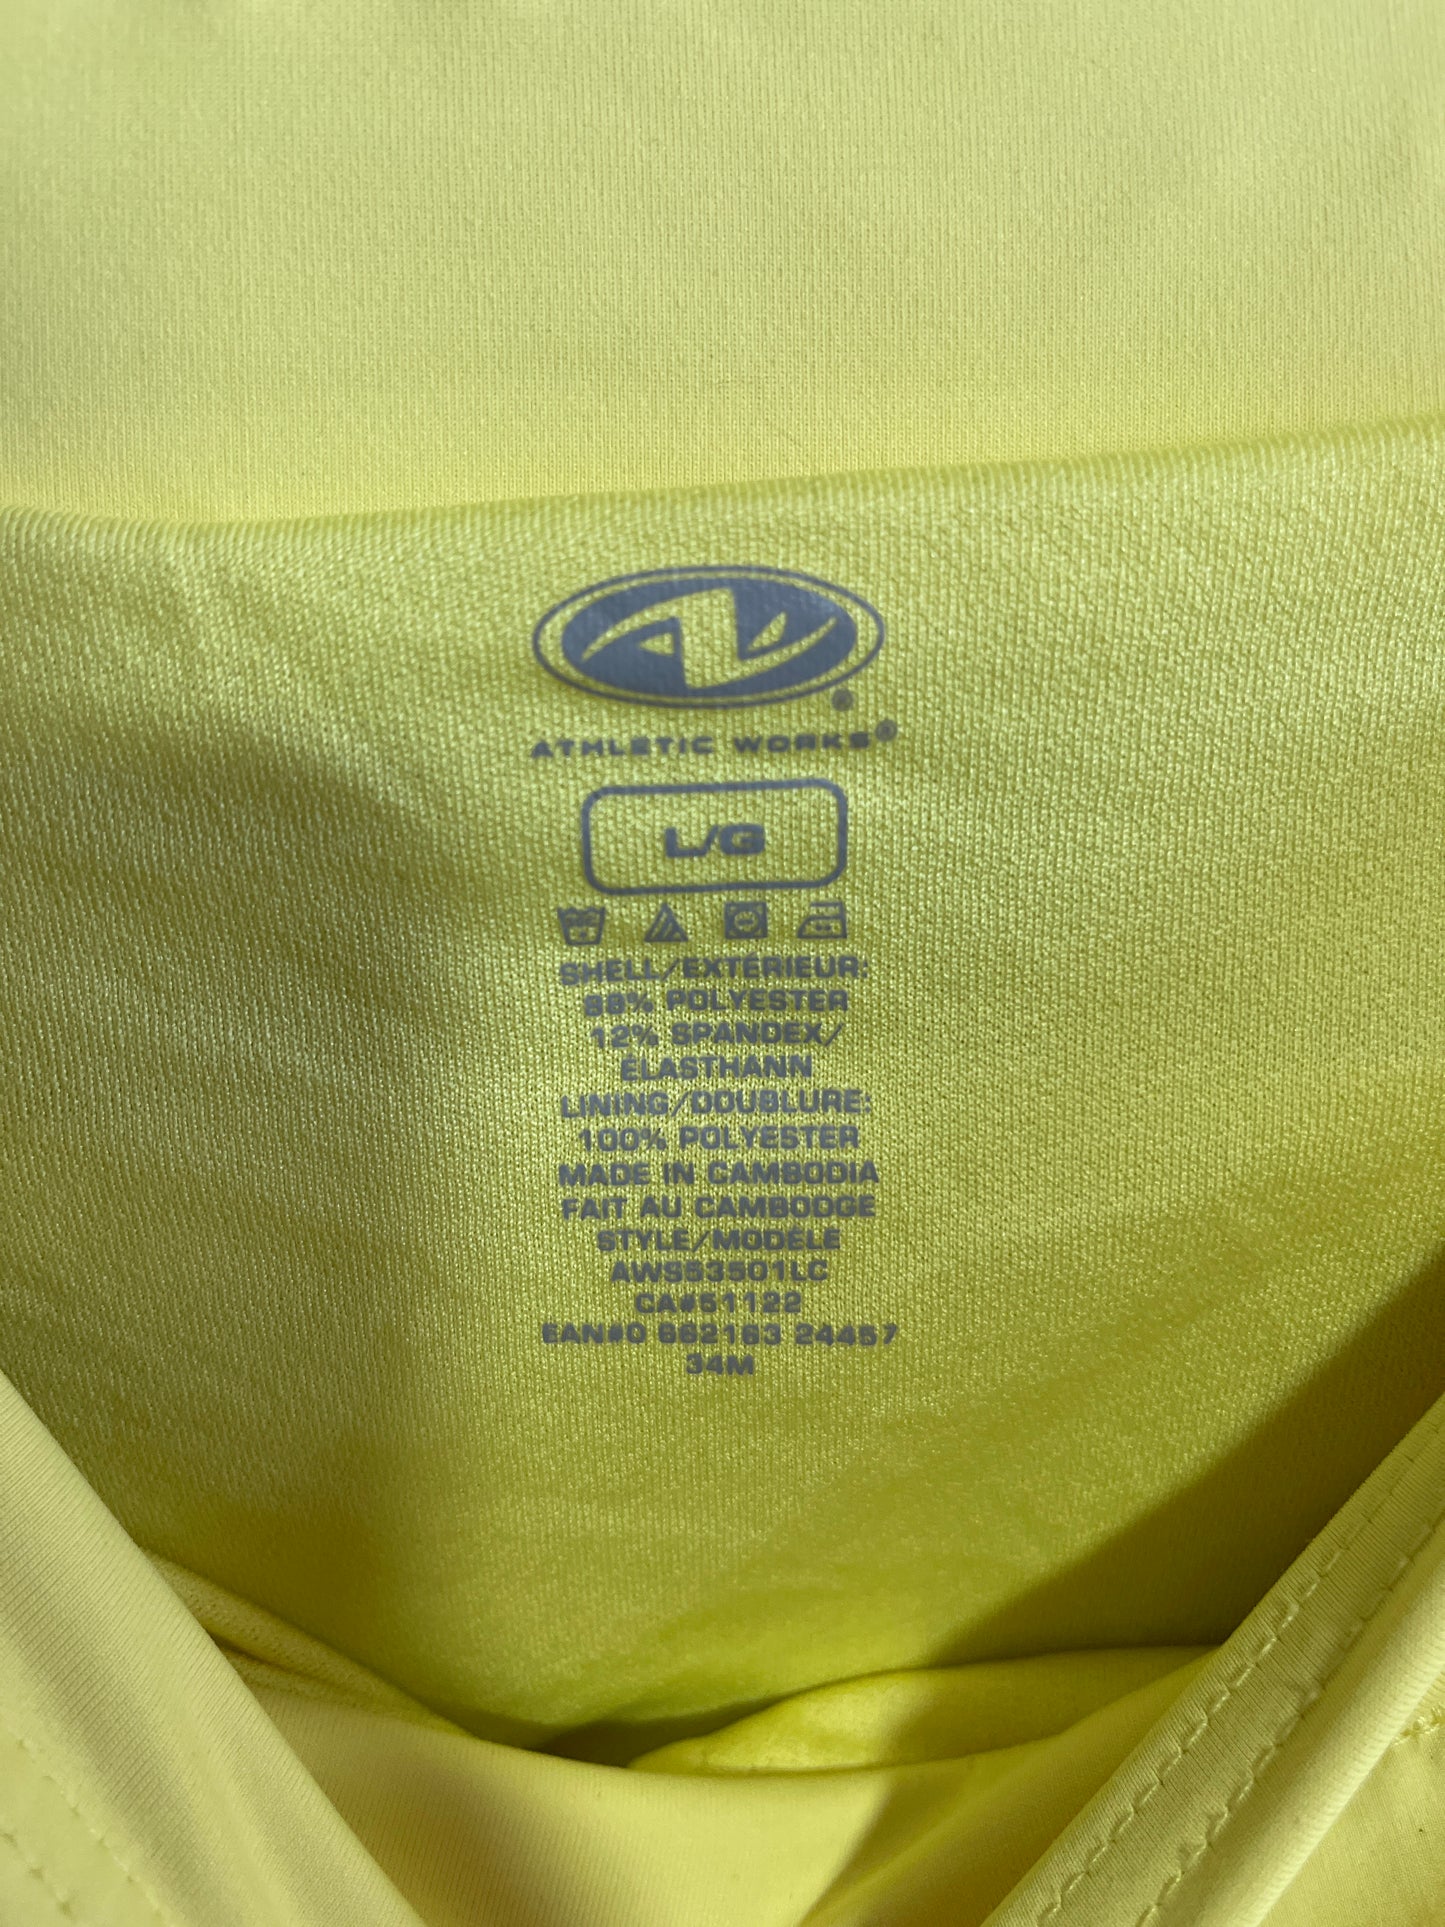 ®
ATHLETIC WORKS®
L/G
SHELL/EXTÉRIEUR:
88% POLYESTER
12% SPANDEX/
ÉLASTHANN
LINING/DOUBLURE:
100% POLYESTER
MADE IN CAMBODIA
FAIT AU CAMBODGE
STYLE/MODÈLE
AWS63501LC
CA#51122
EAN#0 662163 24457
34M